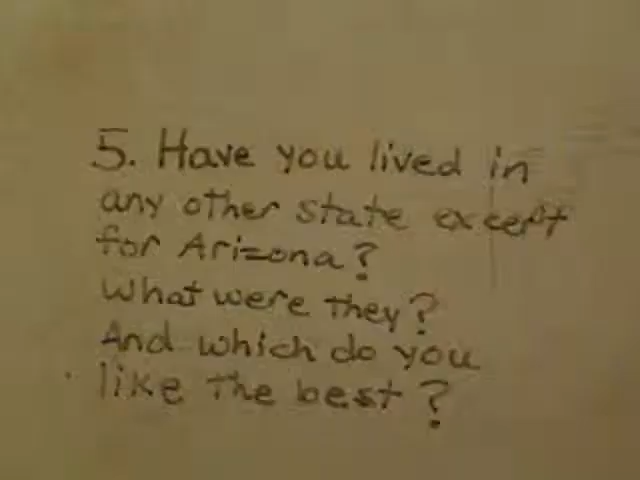 5. Have you lived in
any other state except
for Arizona?
What were they?
And which do you
like the best?